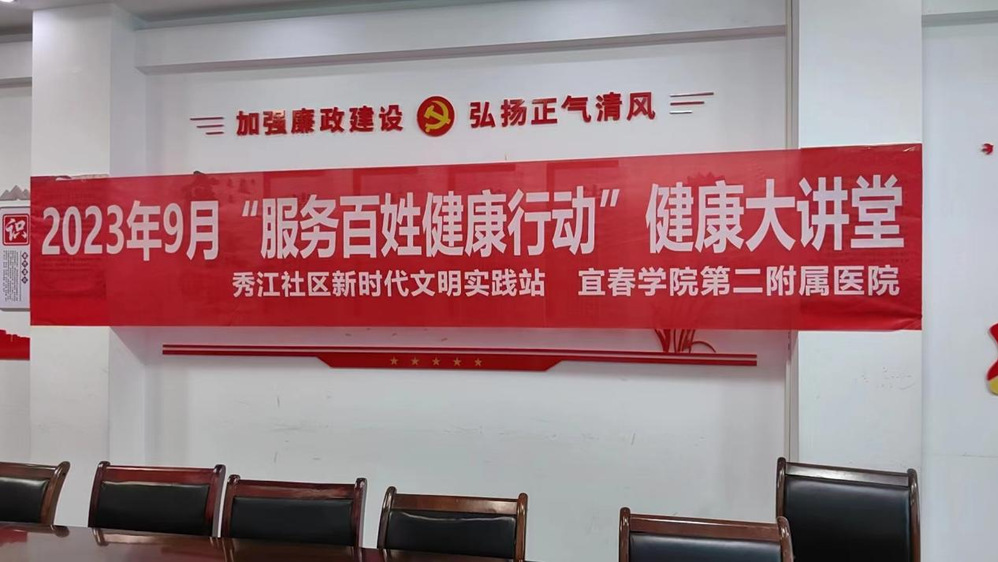 加强廉政建设 弘扬正气清风
2023年9月“服务百姓健康行动”健康大讲堂
秀江社区新时代文明实践站 宜春学院第二附属医院
识